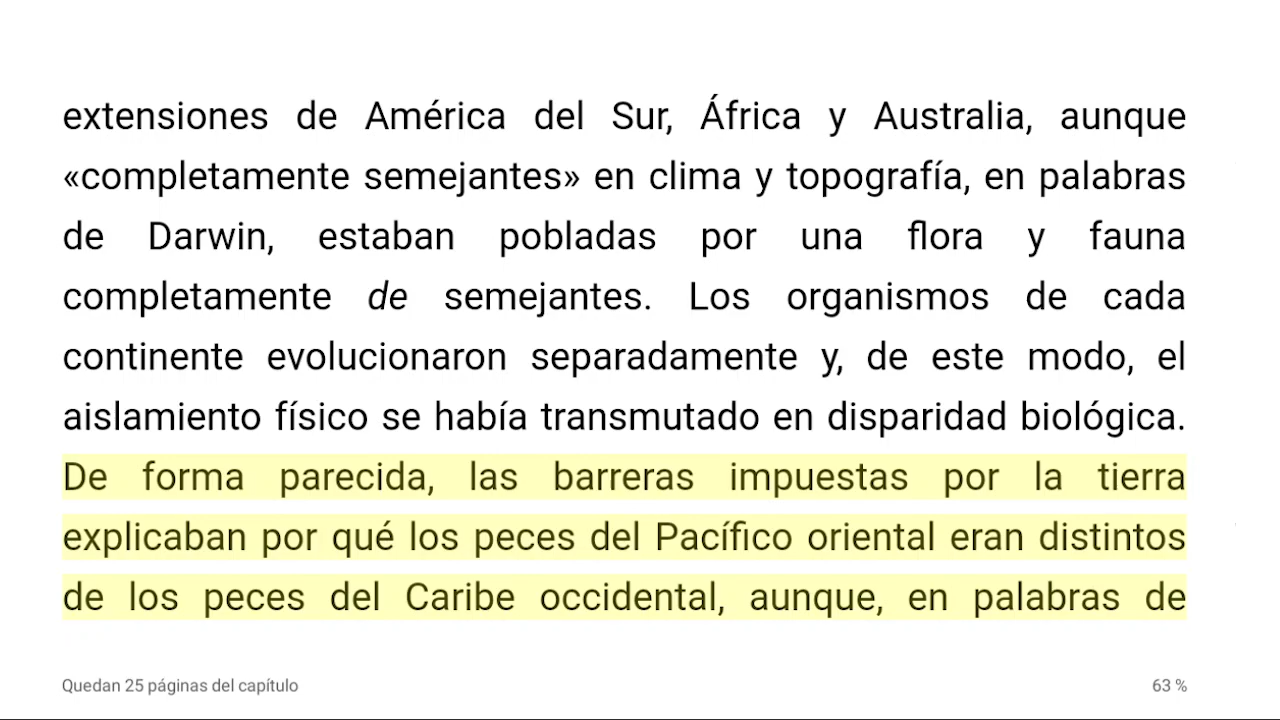 extensiones de América del Sur, África y Australia, aunque
«completamente semejantes» en clima y topografía, en palabras
de Darwin, estaban pobladas por una flora y fauna
completamente de semejantes. Los organismos de cada
continente evolucionaron separadamente y, de este modo, el
aislamiento físico se había transmutado en disparidad biológica.
De forma parecida, las barreras impuestas por la tierra
explicaban por qué los peces del Pacífico oriental eran distintos
de los peces del Caribe occidental, aunque, en palabras de
Quedan 25 páginas del capítulo
63 %